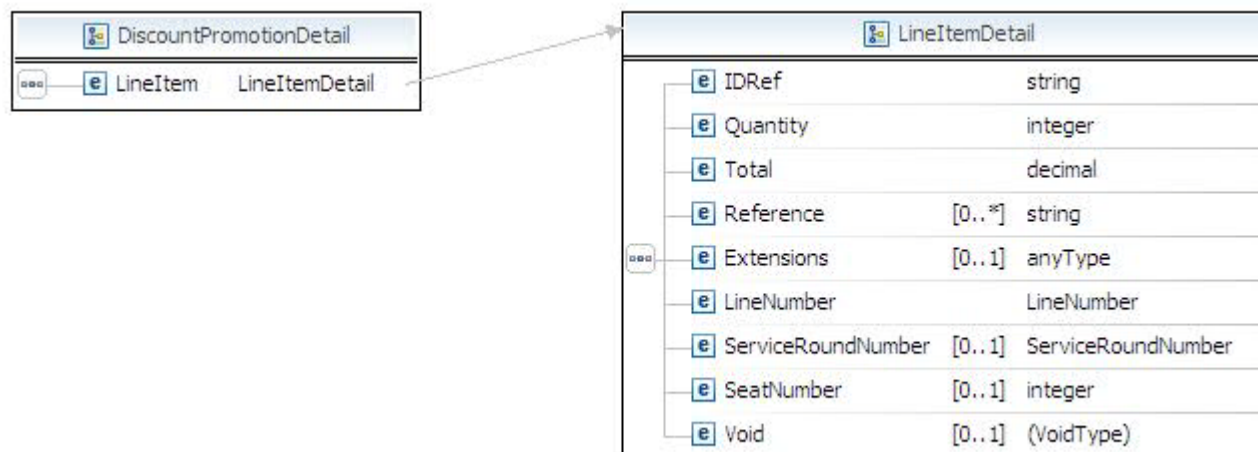 DiscountPromotionDetail
e LineItem LineItemDetail
LineItemDetail
e IDRef string
e Quantity integer
e Total decimal
e Reference [0..*] string
e Extensions [0..1] anyType
e LineNumber LineNumber
e ServiceRoundNumber [0..1] ServiceRoundNumber
e SeatNumber [0..1] integer
e Void [0..1] (VoidType)